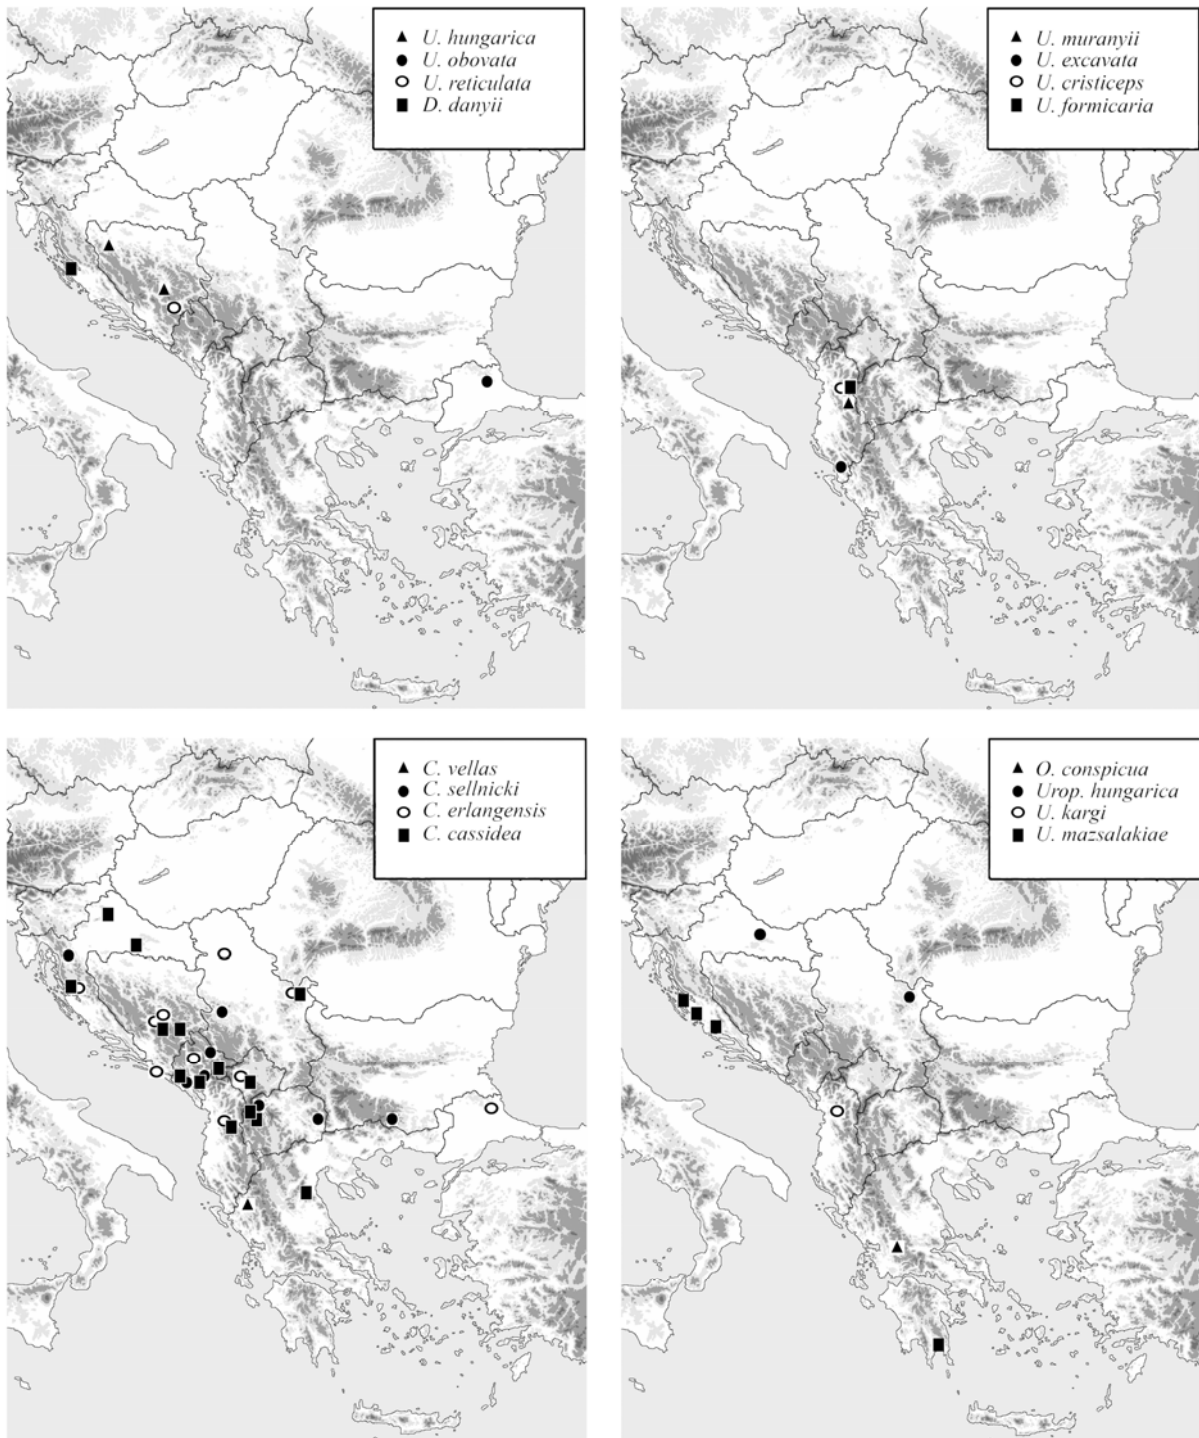 U. hungarica
U. obovata
U. reticulata
D. danyii
U. muranyii
U. excavata
U. cristiceps
U. formicaria
C. vellas
C. sellnicki
C. erlangensis
C. cassidea
O. conspicua
Urop. hungarica
U. kargi
U. mazsalakiae